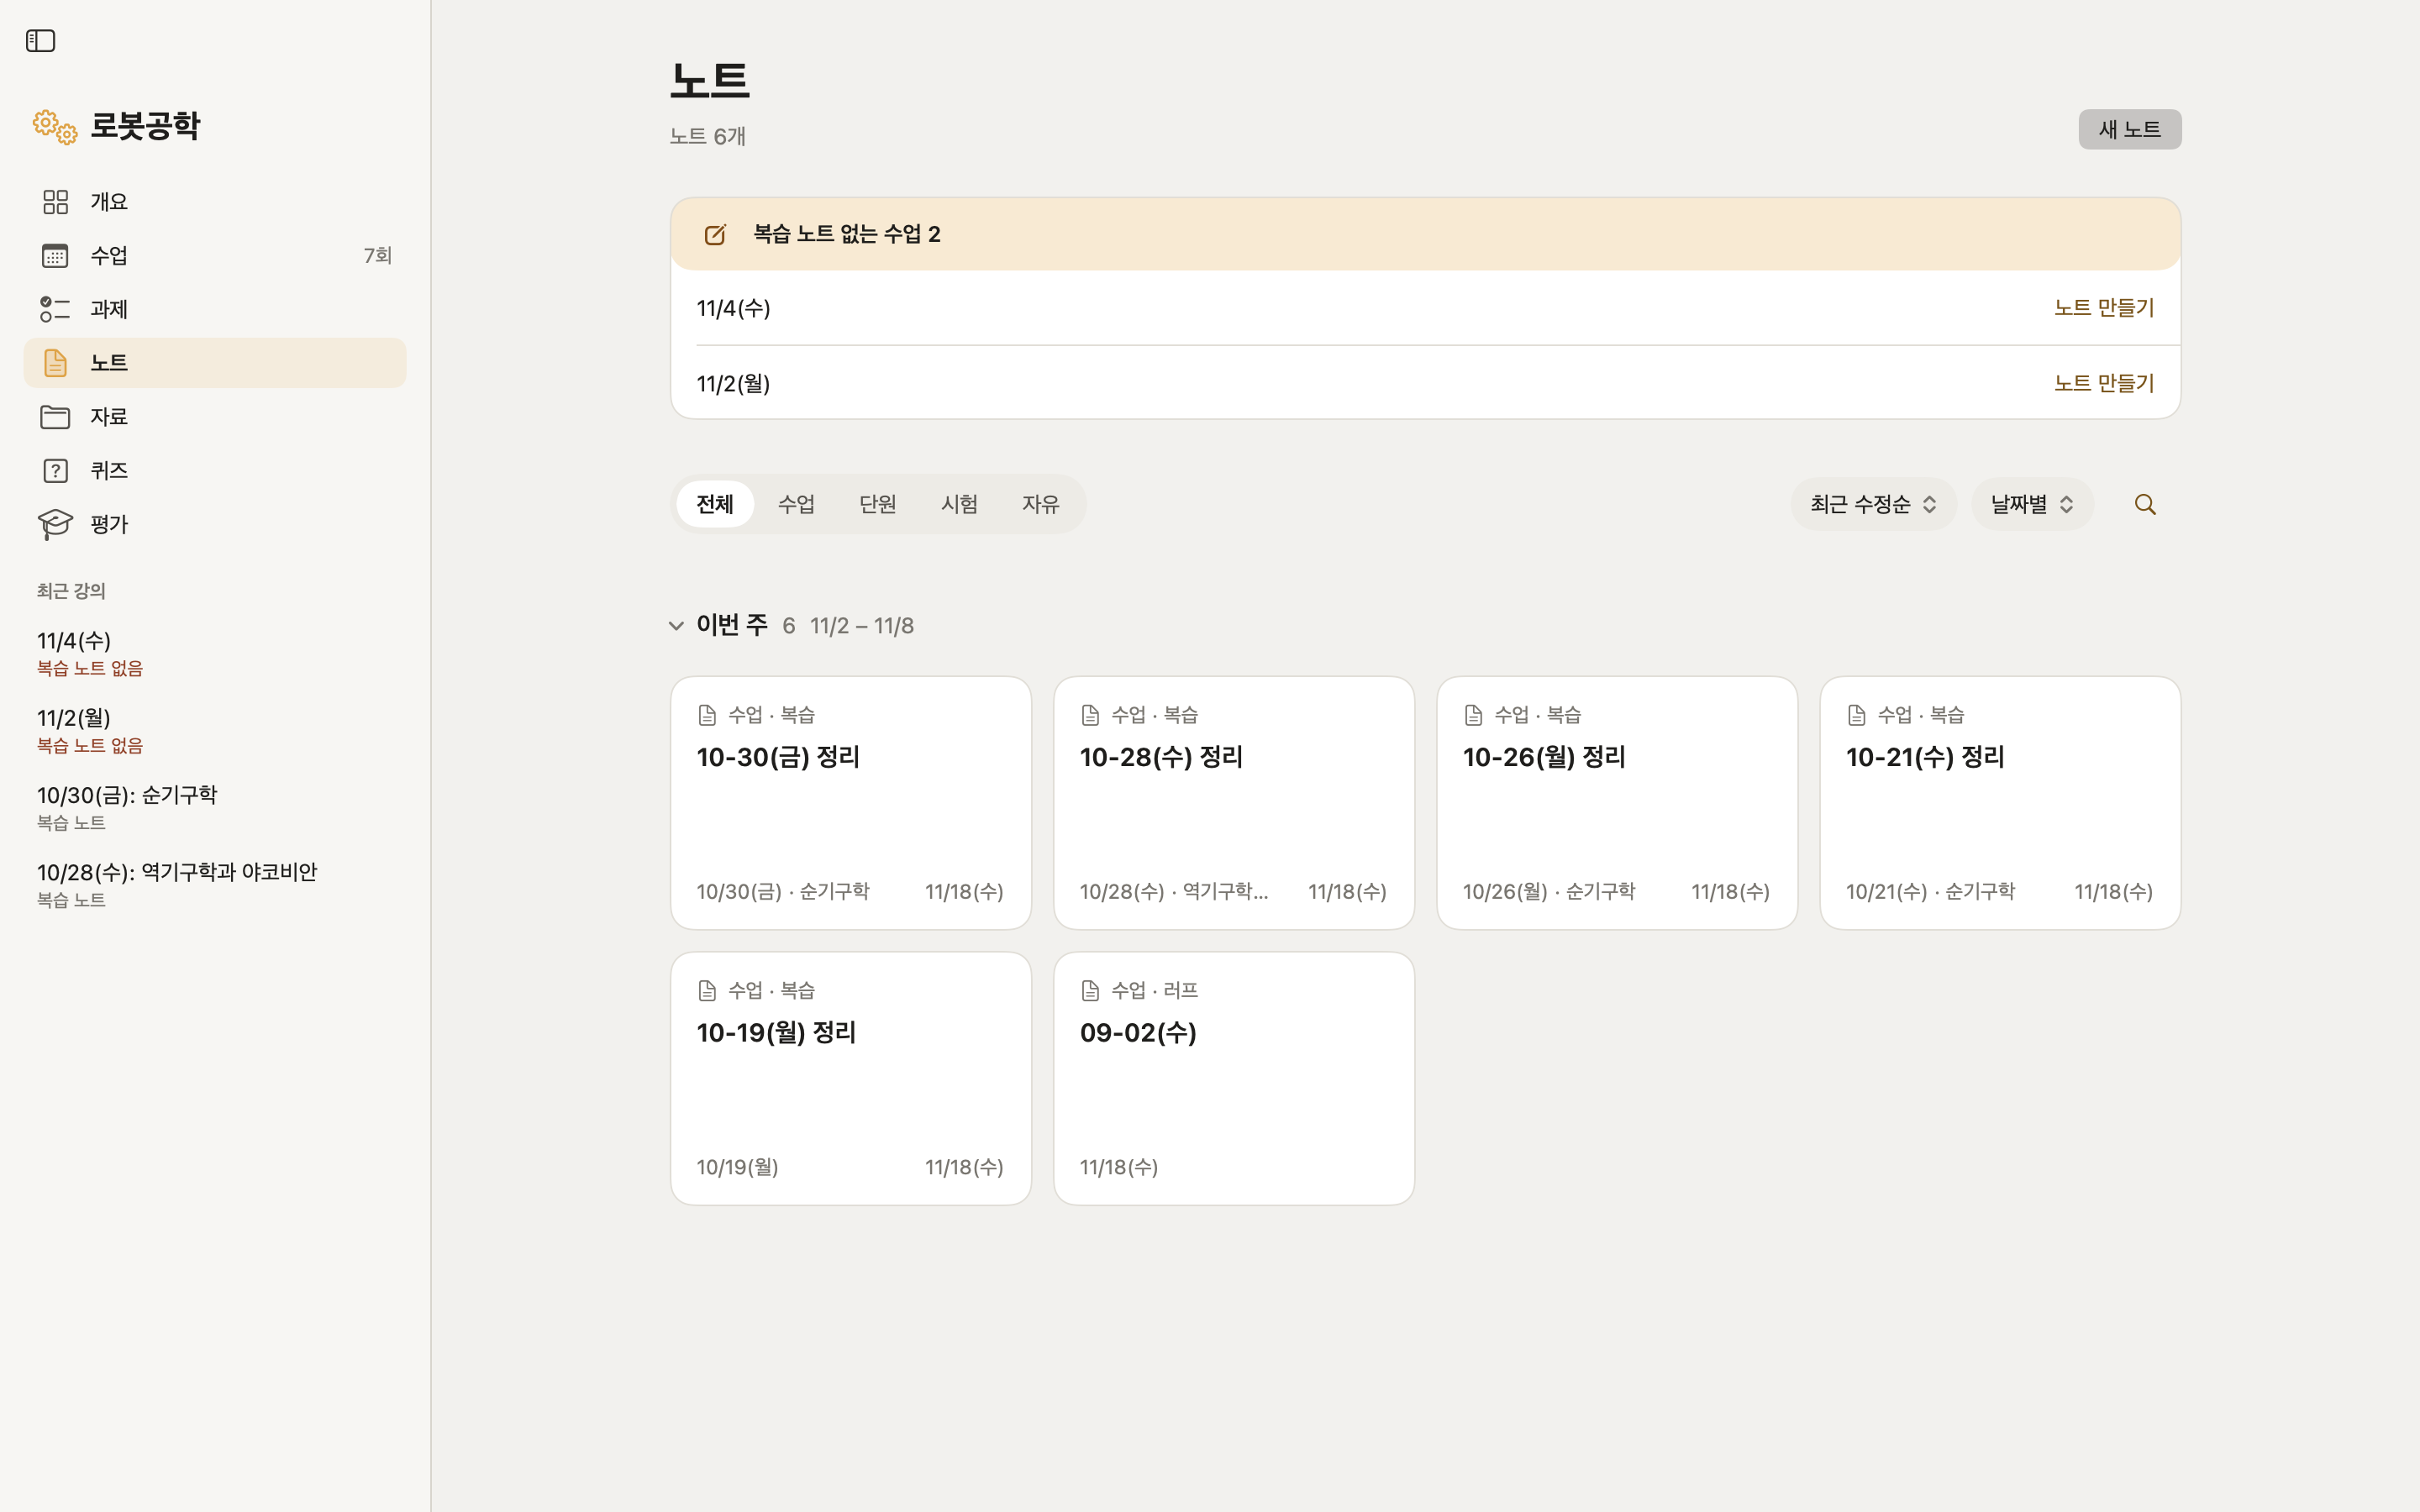 로봇공학
개요
수업 7회
과제
노트
자료
퀴즈
평가
최근 강의
11/4(수)
복습 노트 없음
11/2(월)
복습 노트 없음
10/30(금): 순기구학
복습 노트
10/28(수): 역기구학과 야코비안
복습 노트
노트
노트 6개
새 노트
복습 노트 없는 수업 2
11/4(수) 노트 만들기
11/2(월) 노트 만들기
전체 수업 단원 시험 자유 최근 수정순 날짜별
이번 주 6 11/2 – 11/8
수업 · 복습
10-30(금) 정리
10/30(금) · 순기구학 11/18(수)
수업 · 복습
10-28(수) 정리
10/28(수) · 역기구학... 11/18(수)
수업 · 복습
10-26(월) 정리
10/26(월) · 순기구학 11/18(수)
수업 · 복습
10-21(수) 정리
10/21(수) · 순기구학 11/18(수)
수업 · 복습
10-19(월) 정리
10/19(월) 11/18(수)
수업 · 러프
09-02(수)
11/18(수)